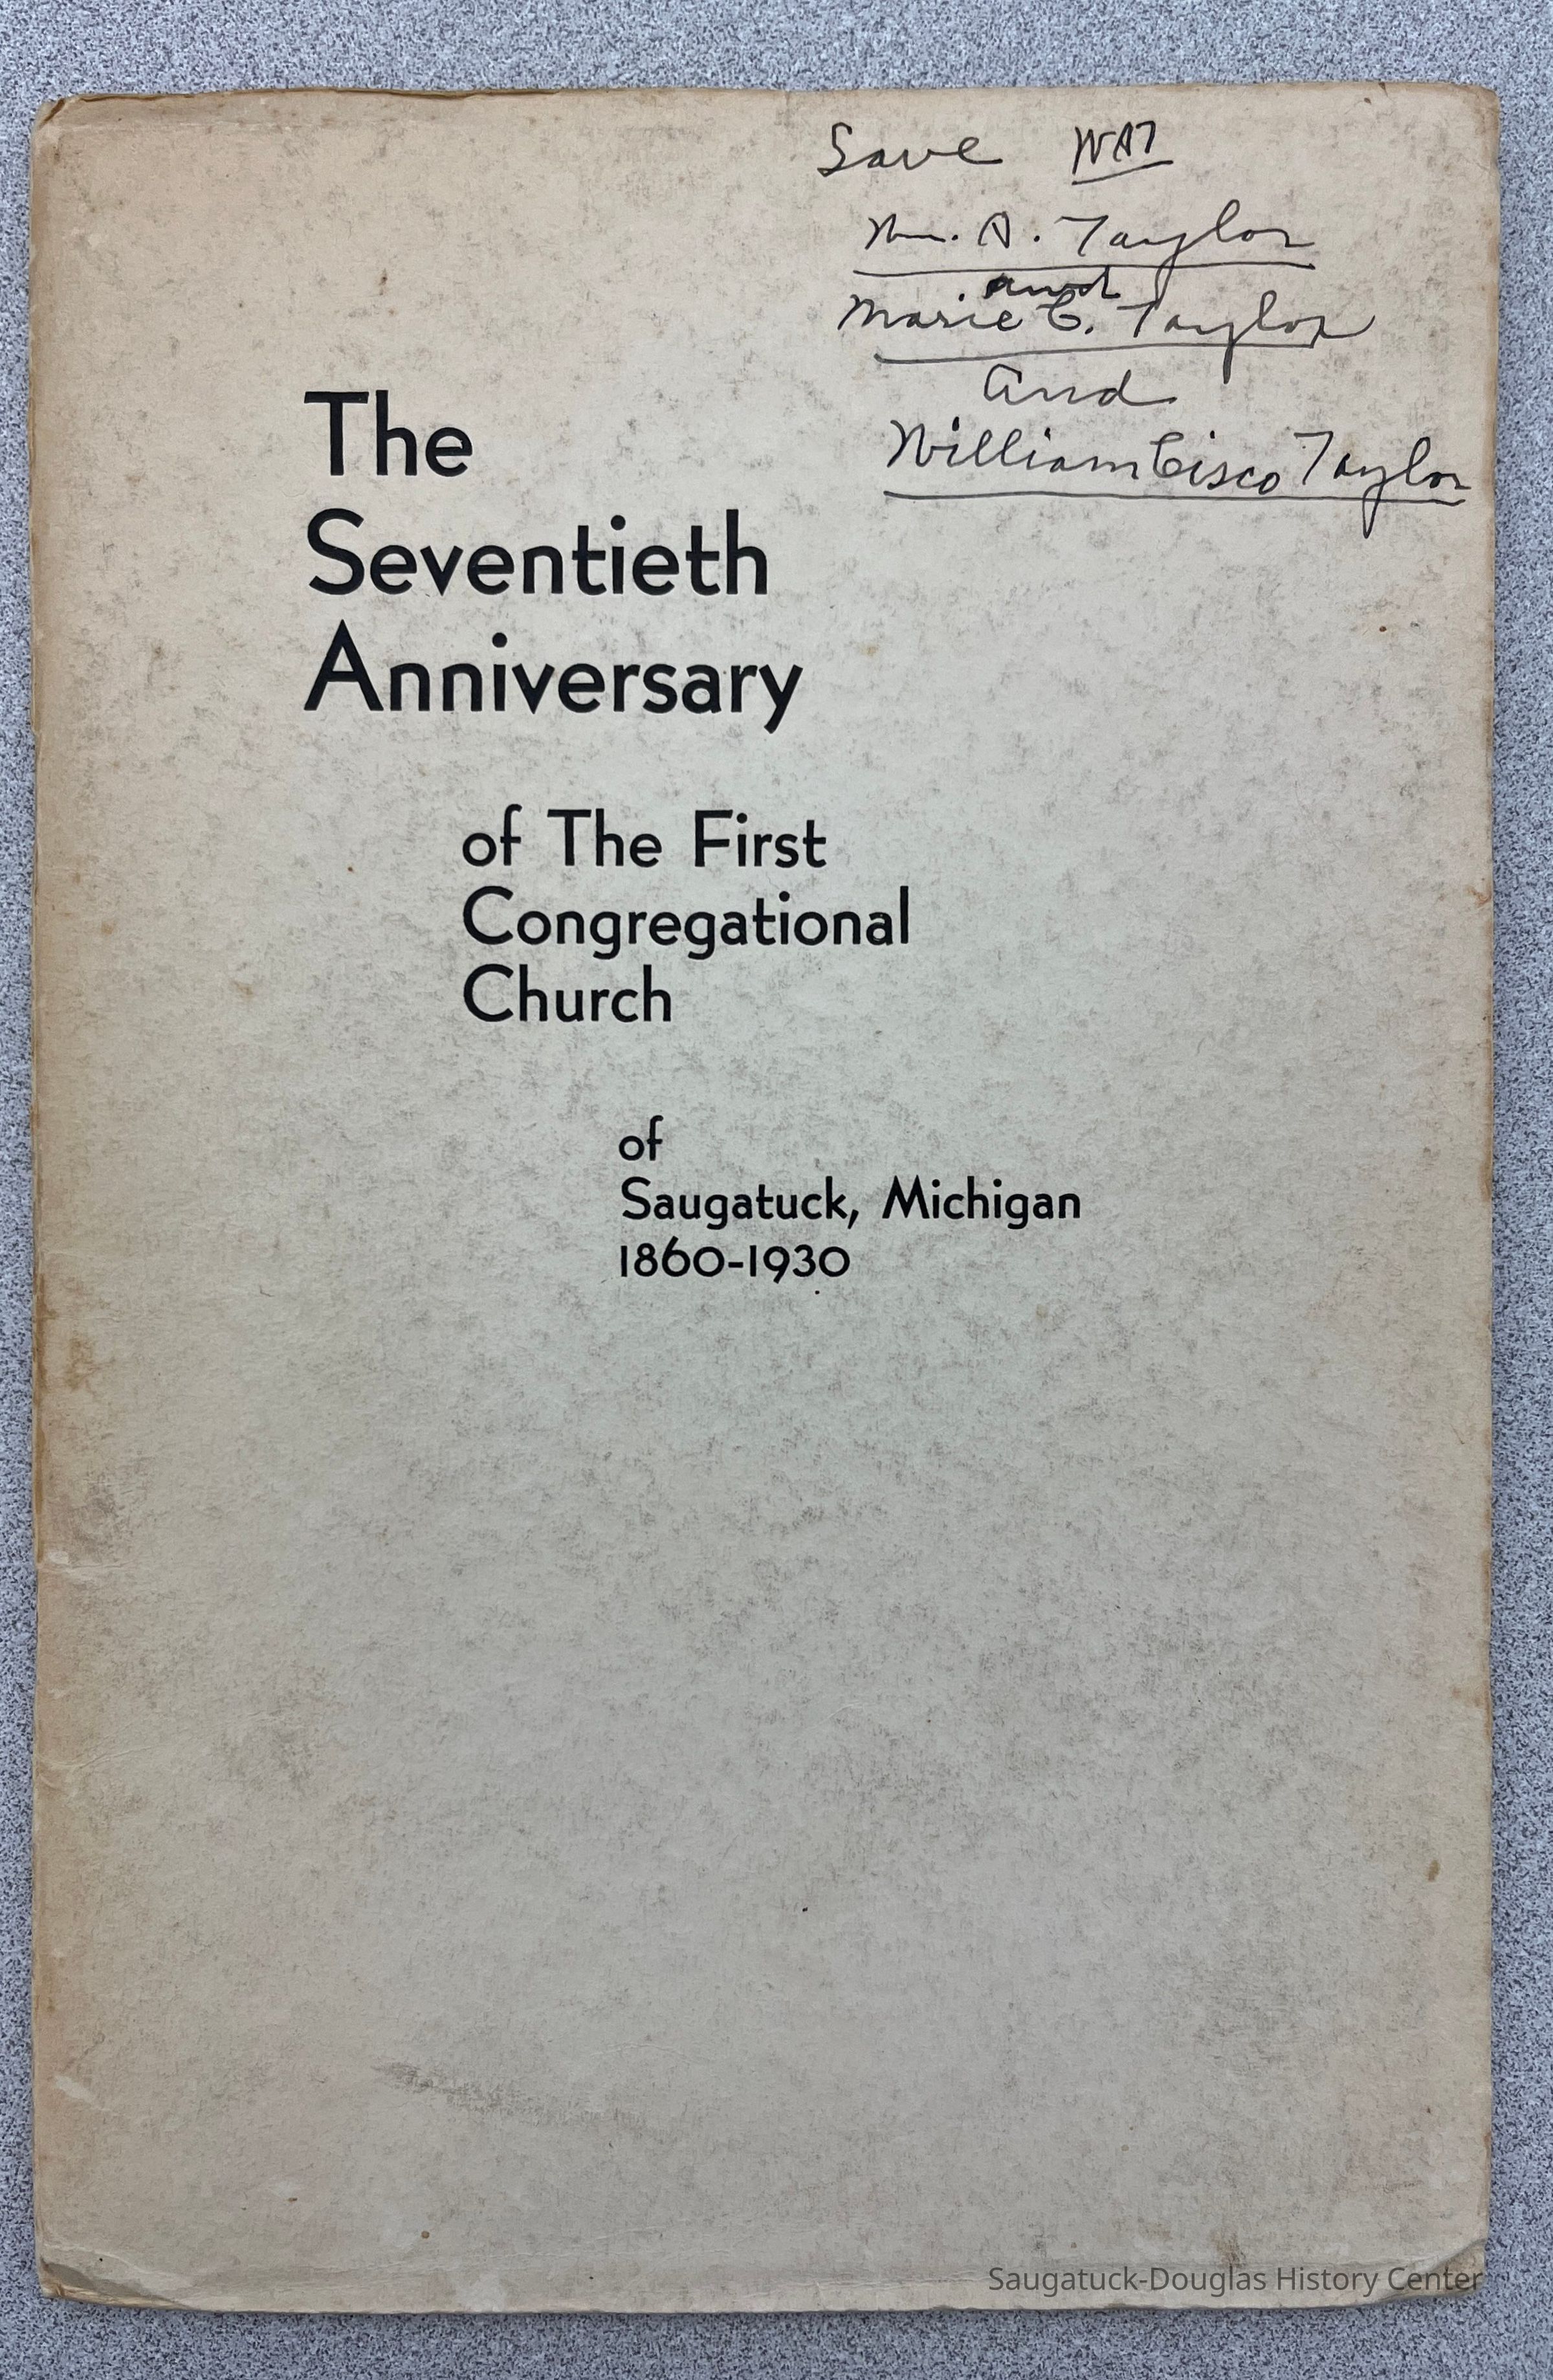 Save WAT
Wm. A. Taylor
and
Marie C. Taylor
and
William Cisco Taylor
The
Seventieth
Anniversary
of The First
Congregational
Church
of
Saugatuck, Michigan
1860-1930
Saugatuck-Douglas History Center